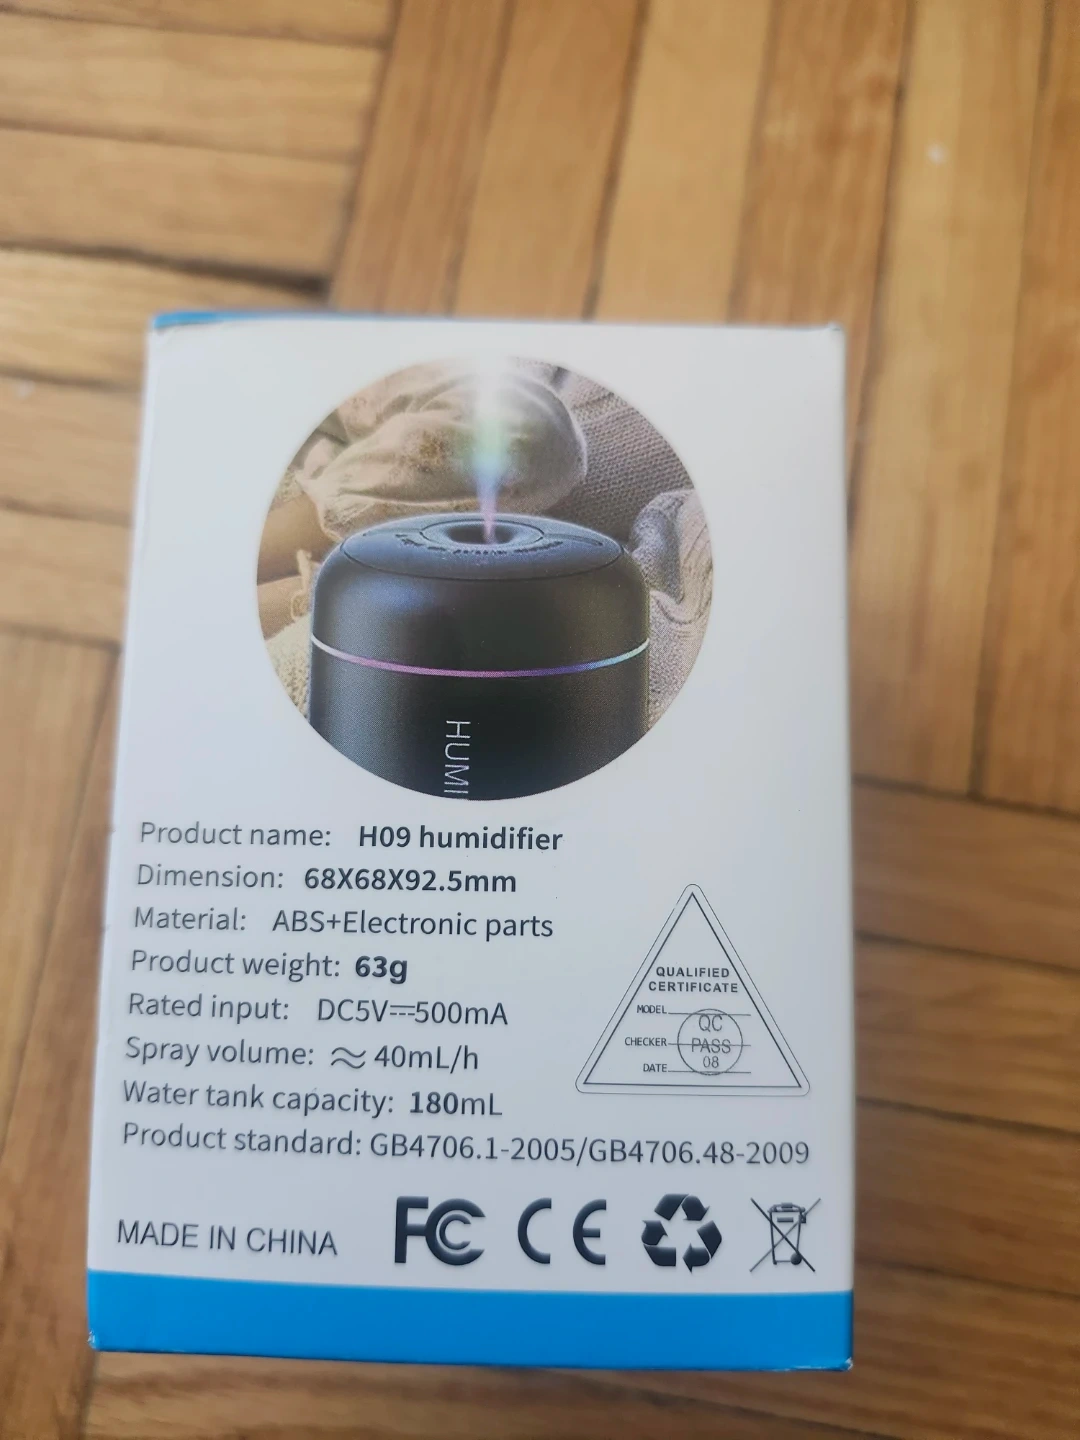 HUMI
Product name: H09 humidifier
Dimension: 68X68X92.5mm
Material: ABS+Electronic parts
Product weight: 63g
Rated input: DC5V⎓500mA
Spray volume: ≈ 40mL/h
Water tank capacity: 180mL
Product standard: GB4706.1-2005/GB4706.48-2009
QUALIFIED
CERTIFICATE
MODEL
QC
CHECKER
PASS
DATE
08
MADE IN CHINA
FC CE